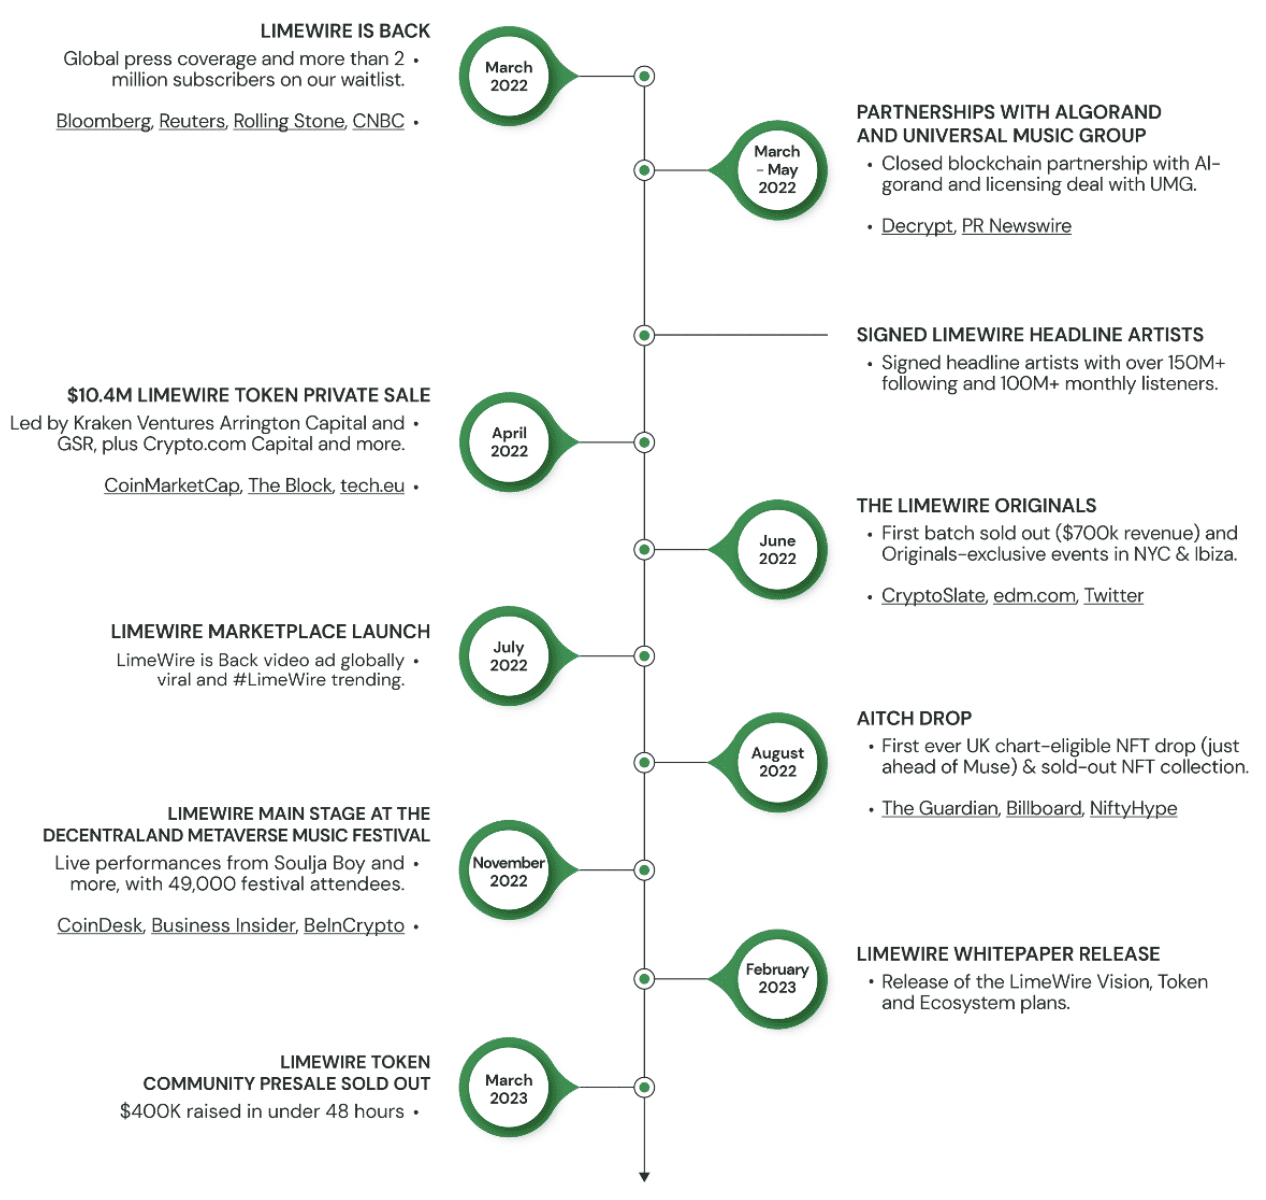 LIMEWIRE IS BACK
Global press coverage and more than 2 •
million subscribers on our waitlist.
Bloomberg, Reuters, Rolling Stone, CNBC •
March
2022
PARTNERSHIPS WITH ALGORAND
AND UNIVERSAL MUSIC GROUP
• Closed blockchain partnership with Al-
gorand and licensing deal with UMG.
• Decrypt, PR Newswire
March
- May
2022
SIGNED LIMEWIRE HEADLINE ARTISTS
• Signed headline artists with over 150M+
following and 100M+ monthly listeners.
$10.4M LIMEWIRE TOKEN PRIVATE SALE
Led by Kraken Ventures Arrington Capital and •
GSR, plus Crypto.com Capital and more.
CoinMarketCap, The Block, tech.eu •
April
2022
THE LIMEWIRE ORIGINALS
• First batch sold out ($700k revenue) and
Originals-exclusive events in NYC & Ibiza.
• CryptoSlate, edm.com, Twitter
June
2022
LIMEWIRE MARKETPLACE LAUNCH
LimeWire is Back video ad globally •
viral and #LimeWire trending.
July
2022
AITCH DROP
• First ever UK chart-eligible NFT drop (just
ahead of Muse) & sold-out NFT collection.
• The Guardian, Billboard, NiftyHype
August
2022
LIMEWIRE MAIN STAGE AT THE
DECENTRALAND METAVERSE MUSIC FESTIVAL
Live performances from Soulja Boy and •
more, with 49,000 festival attendees.
CoinDesk, Business Insider, BeInCrypto •
November
2022
LIMEWIRE WHITEPAPER RELEASE
• Release of the LimeWire Vision, Token
and Ecosystem plans.
February
2023
LIMEWIRE TOKEN
COMMUNITY PRESALE SOLD OUT
$400K raised in under 48 hours •
March
2023